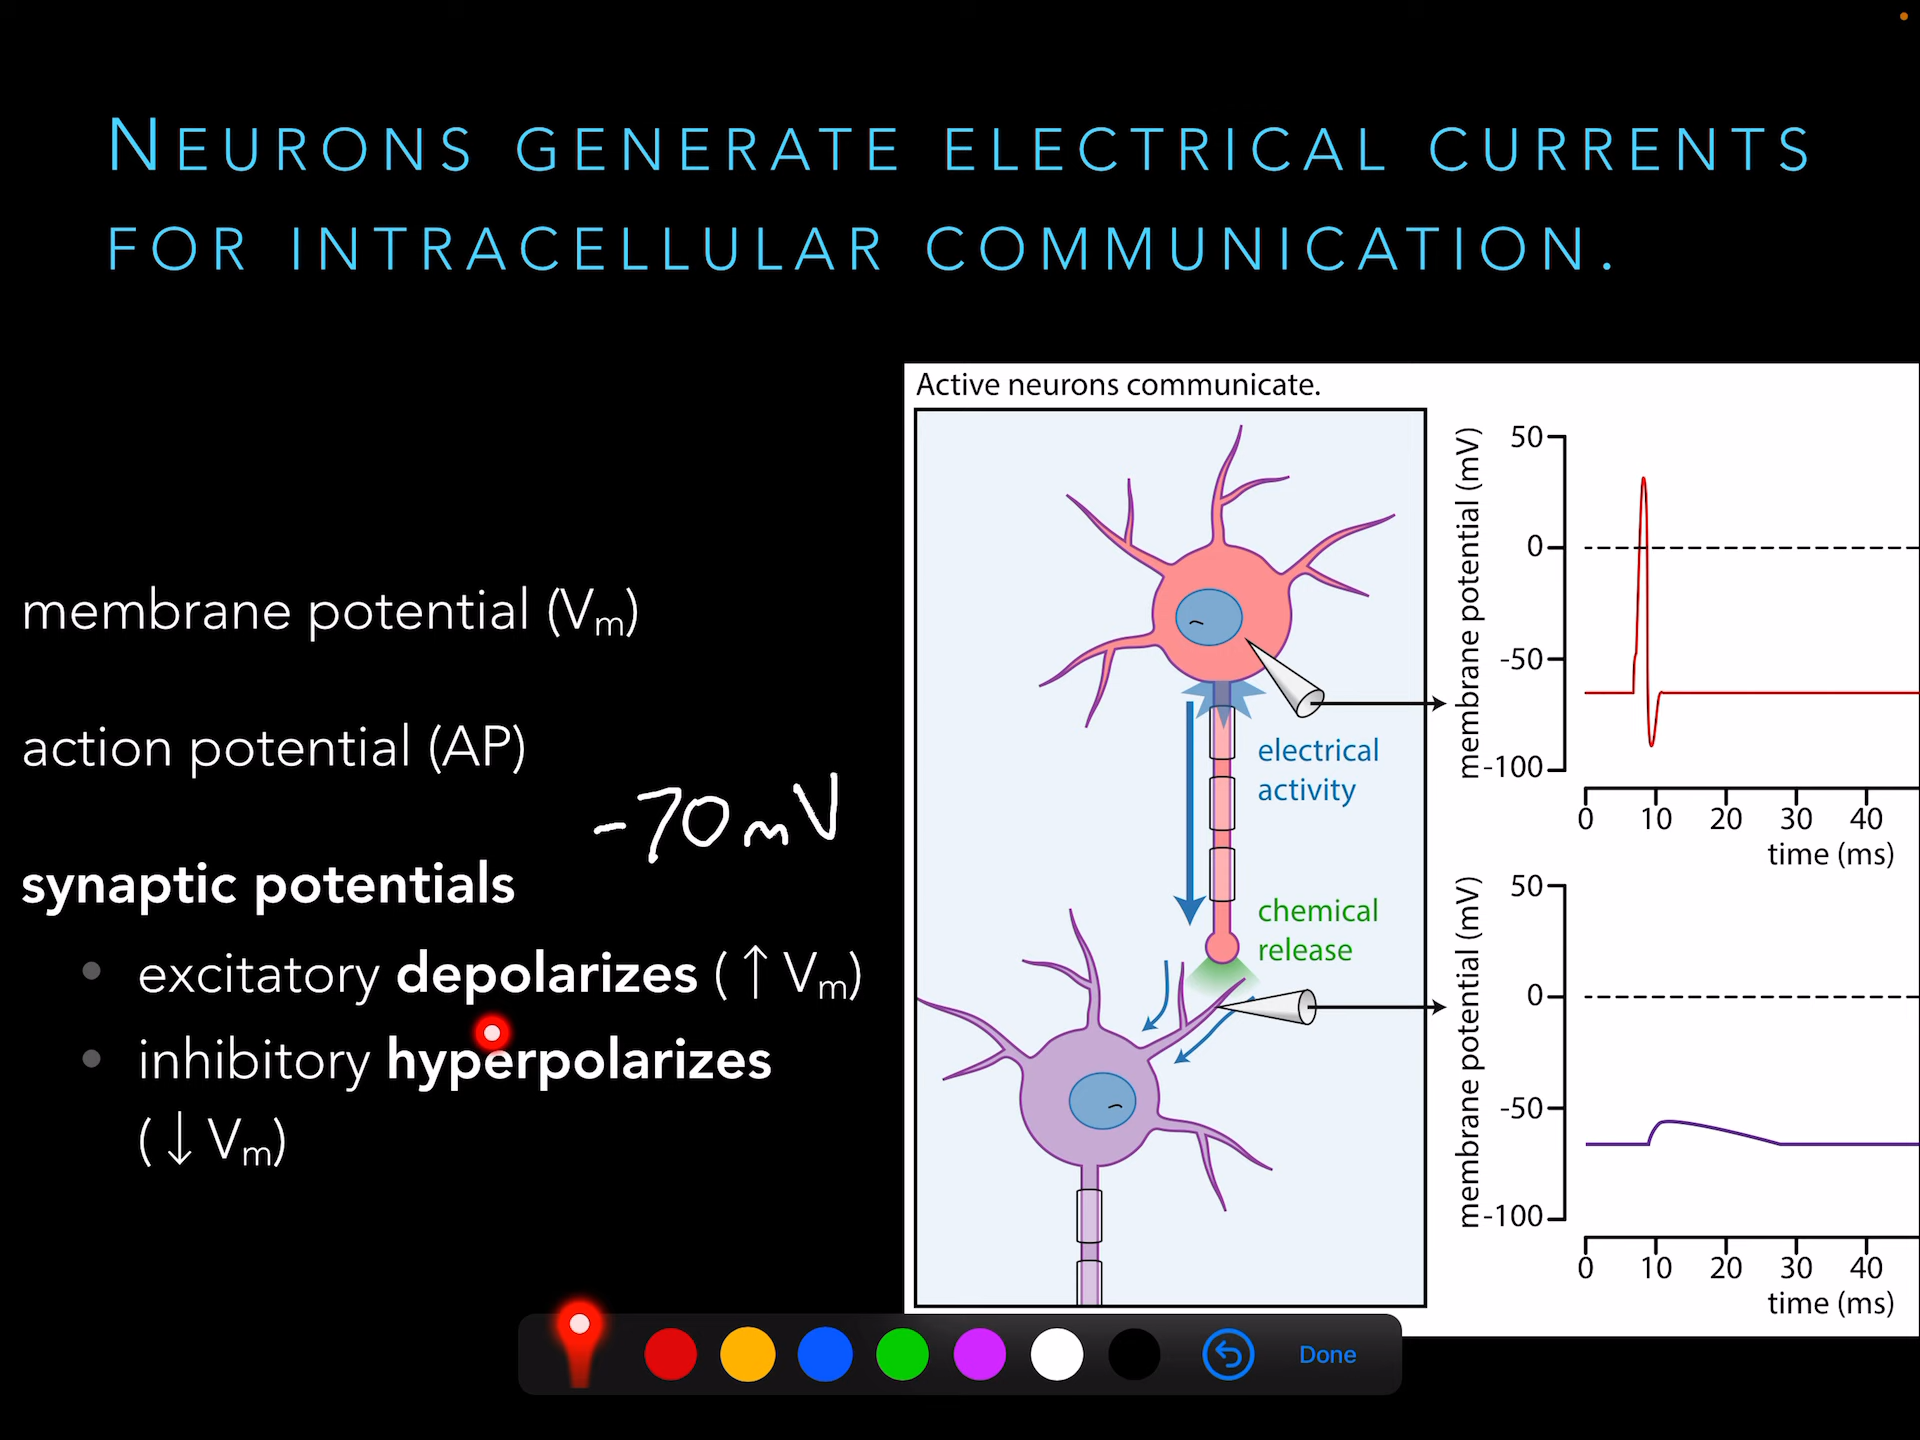 NEURONS GENERATE ELECTRICAL CURRENTS
FOR INTRACELLULAR COMMUNICATION.
membrane potential (Vm)
action potential (AP)
-70mV
synaptic potentials
• excitatory depolarizes (↑Vm)
• inhibitory hyperpolarizes
(↓Vm)
Active neurons communicate.
electrical
activity
chemical
release
membrane potential (mV)
50
0
-50
-100
0 10 20 30 40
time (ms)
membrane potential (mV)
50
0
-50
-100
0 10 20 30 40
time (ms)
Done